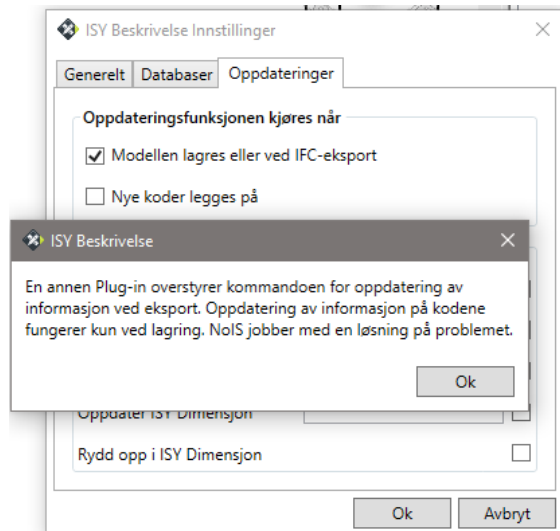 ISY Beskrivelse Innstillinger
Generelt Databaser Oppdateringer
Oppdateringsfunksjonen kjøres når
Modellen lagres eller ved IFC-eksport
Nye koder legges på
ISY Beskrivelse
En annen Plug-in overstyrer kommandoen for oppdatering av
informasjon ved eksport. Oppdatering av informasjon på kodene
fungerer kun ved lagring. NoIS jobber med en løsning på problemet.
Ok
Oppdater ISY Dimensjon
Rydd opp i ISY Dimensjon
Ok Avbryt